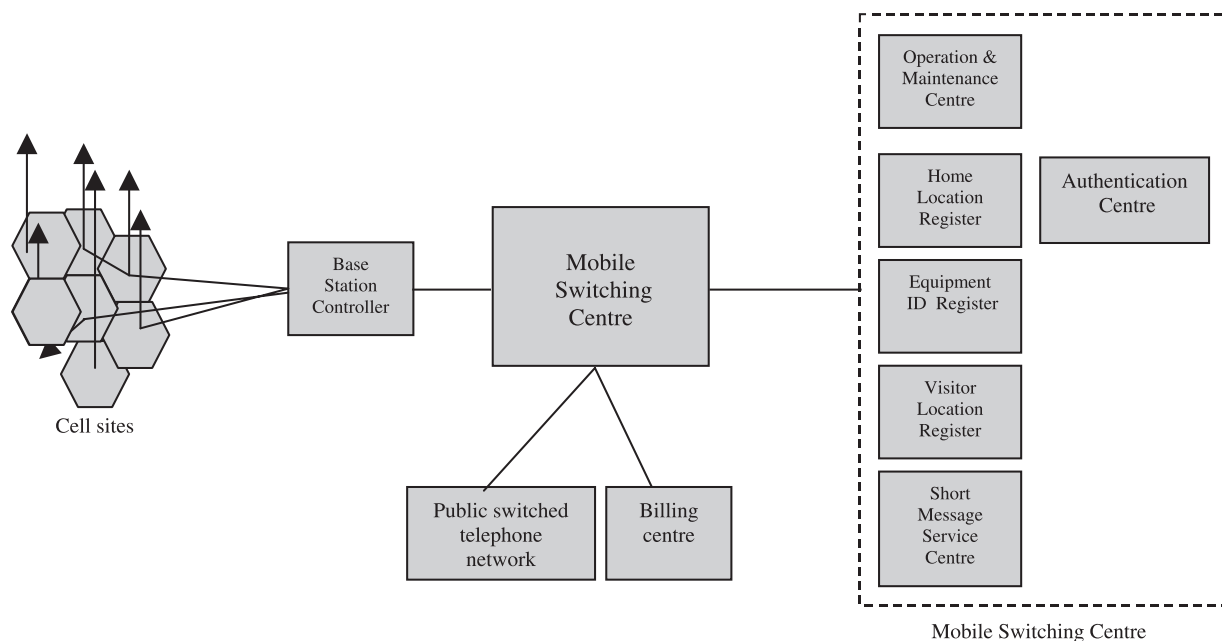 Cell sites
Base
Station
Controller
Mobile
Switching
Centre
Public switched
telephone
network
Billing
centre
Operation &
Maintenance
Centre
Home
Location
Register
Authentication
Centre
Equipment
ID Register
Visitor
Location
Register
Short
Message
Service
Centre
Mobile Switching Centre